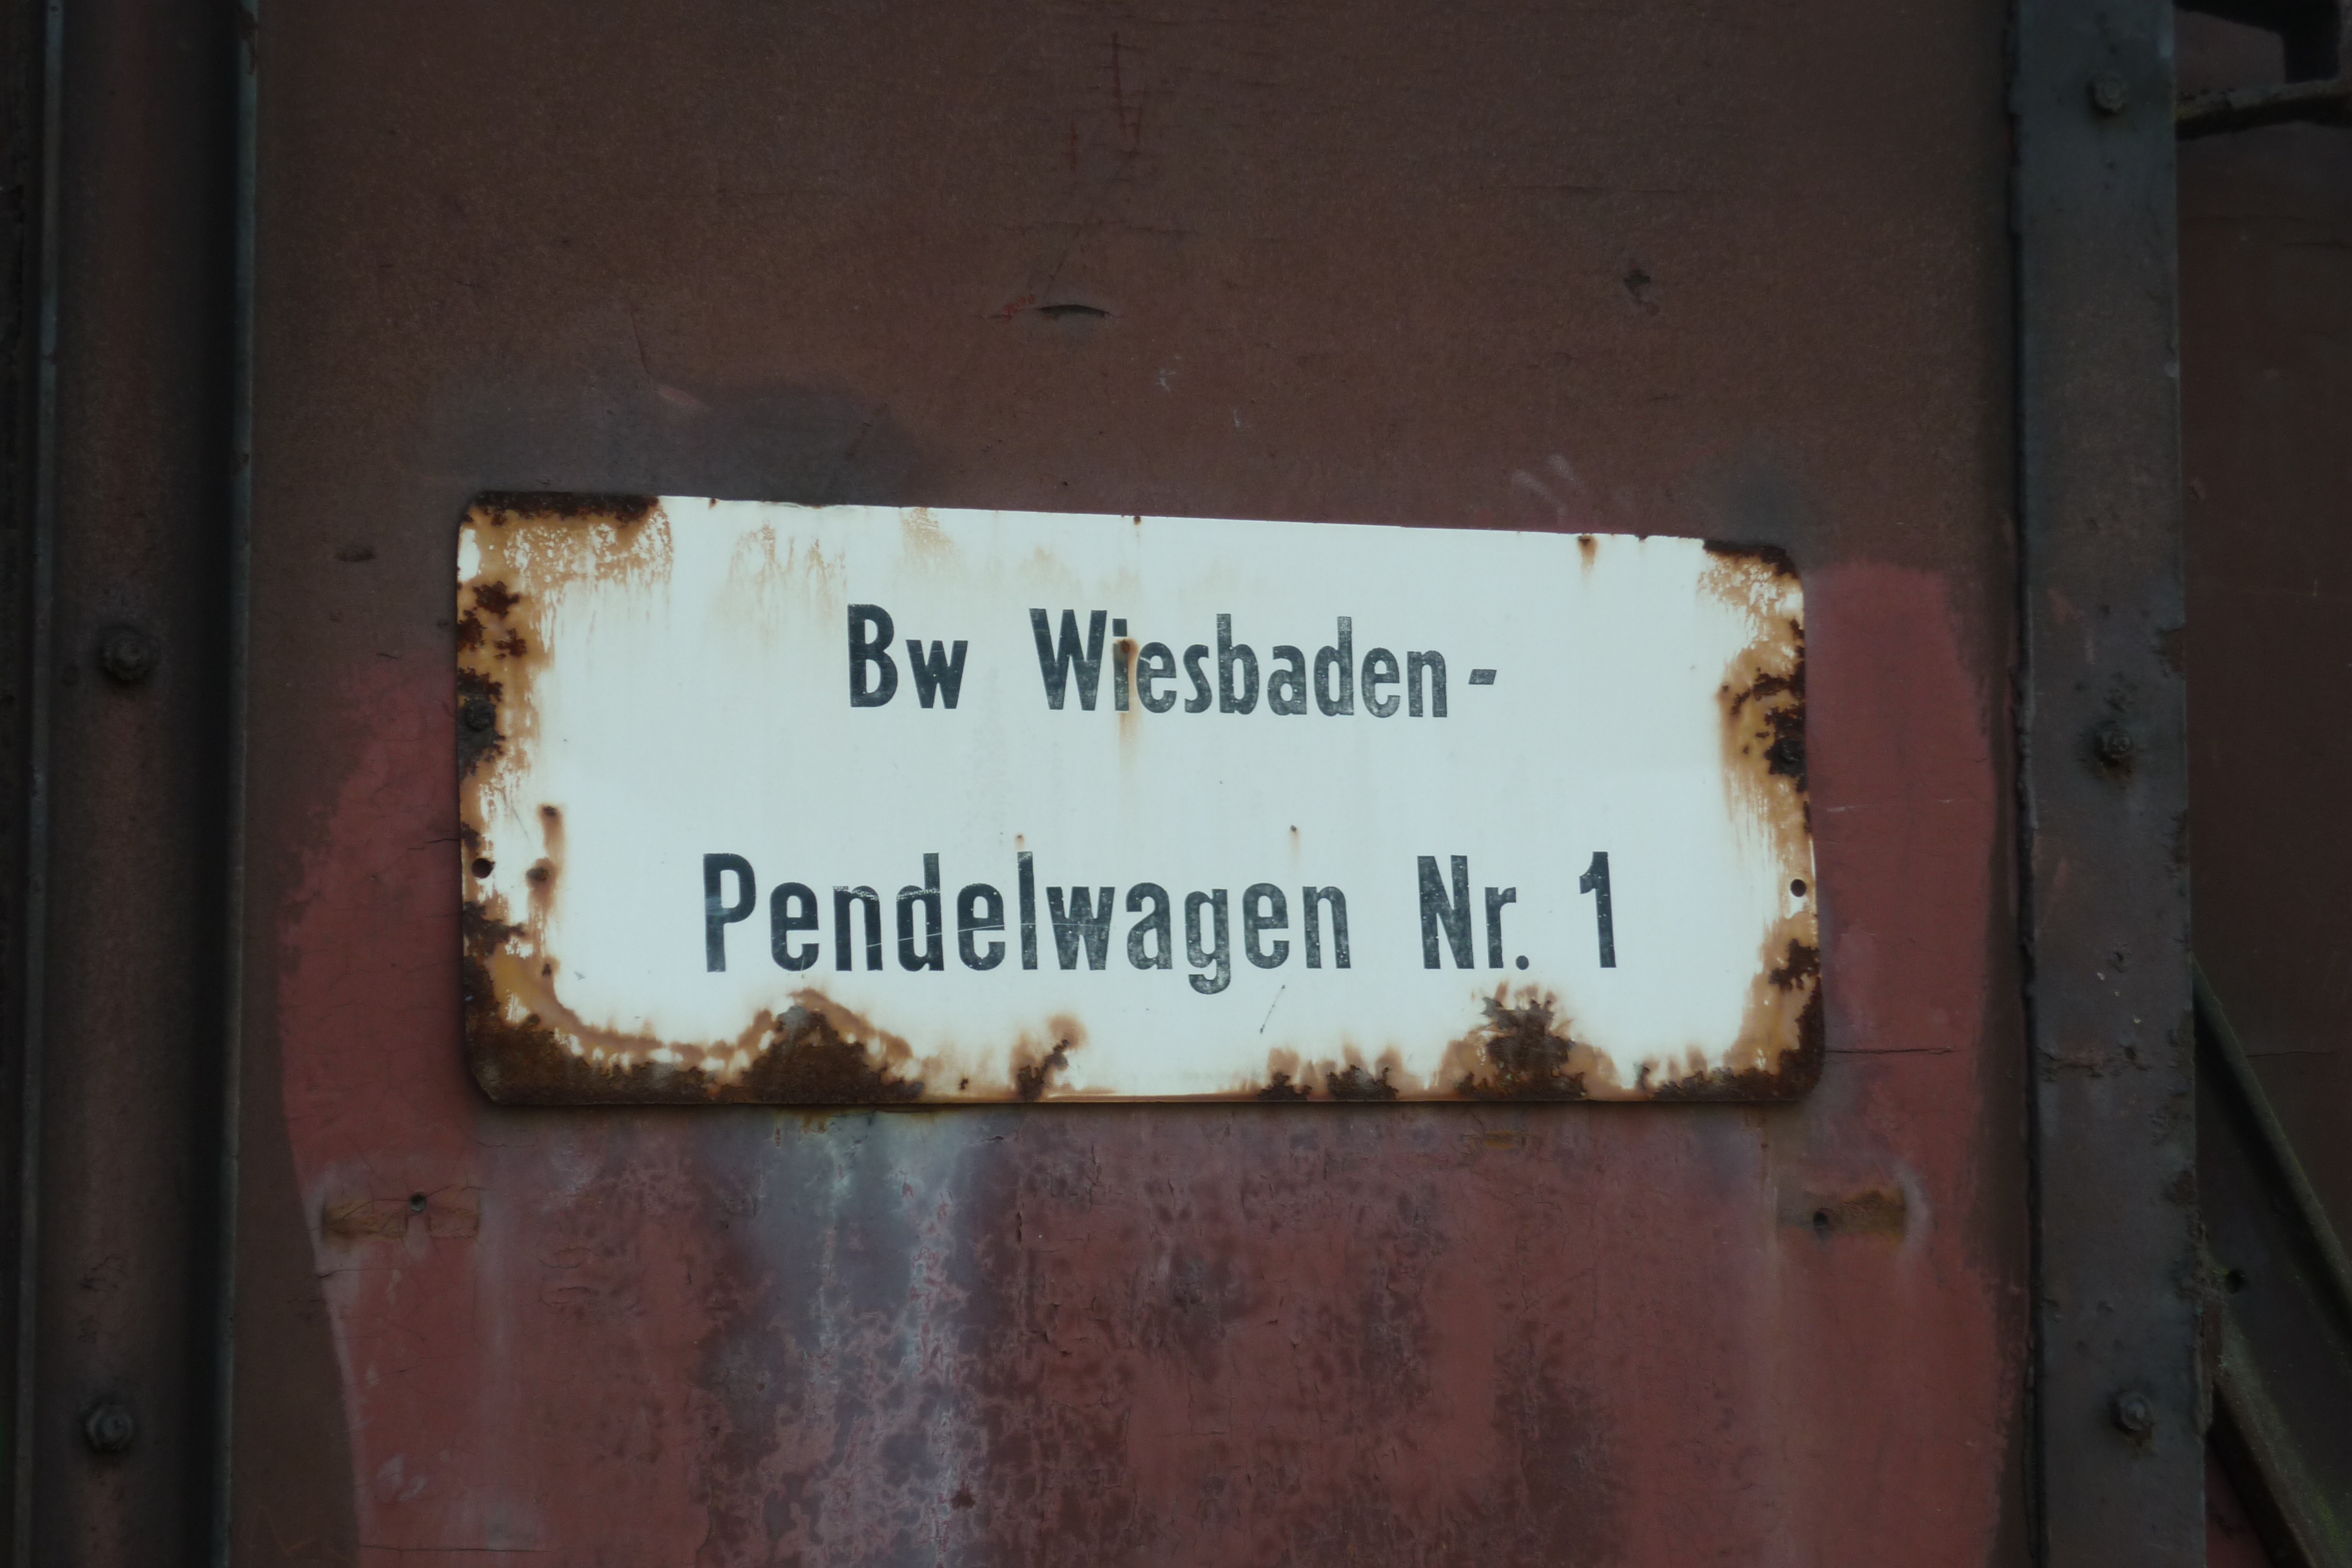 Bw Wiesbaden-
Pendelwagen Nr. 1